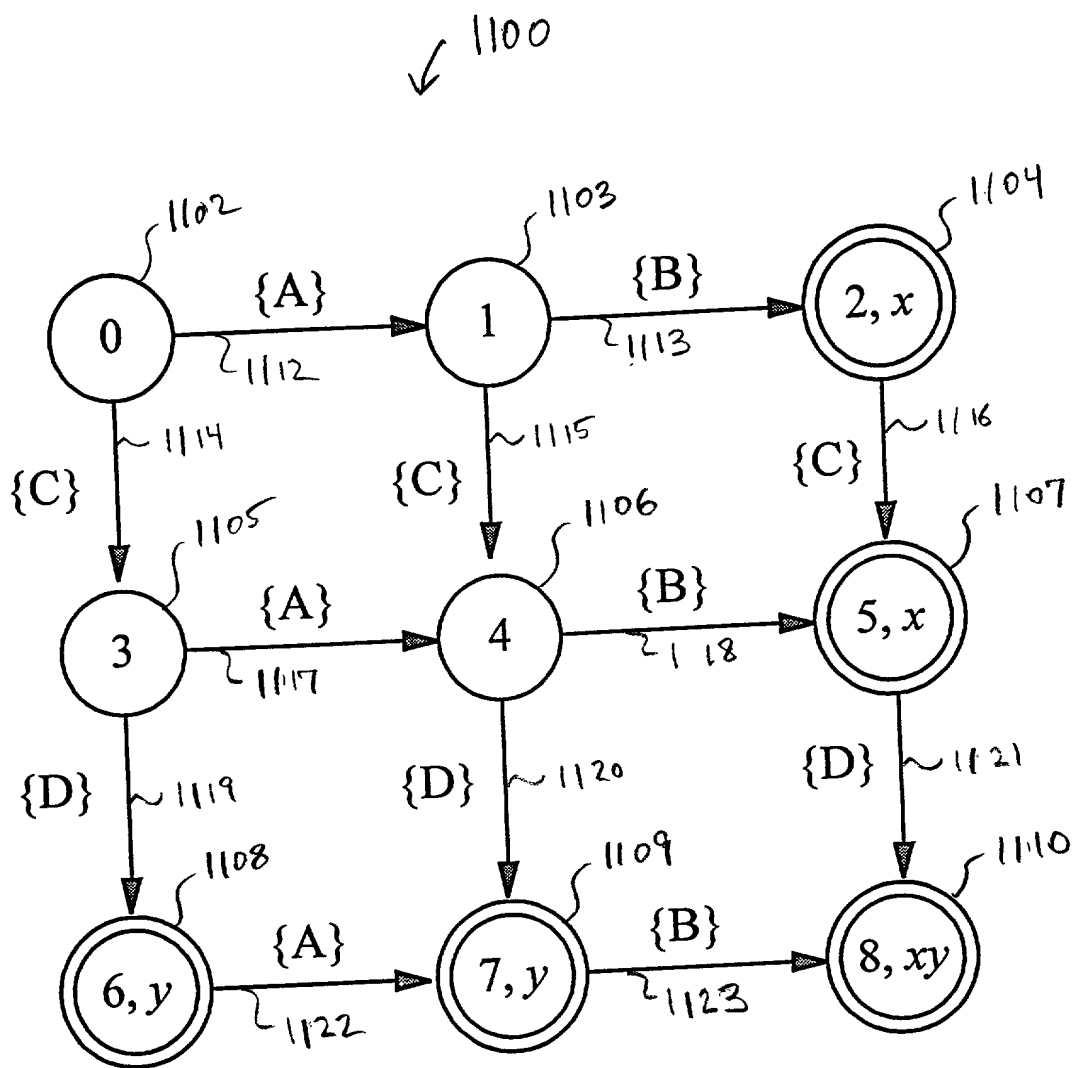 1100
1102 1103 1104
{A} {B}
0 1 2, x
1112 1113
1114 1115 1116
{C} {C} {C}
1105 1106 1107
{A} {B}
3 4 5, x
1117 1118
{D} 1119 {D} 1120 {D} 1121
1108 1109 1110
{A} {B}
6, y 7, y 8, xy
1122 1123